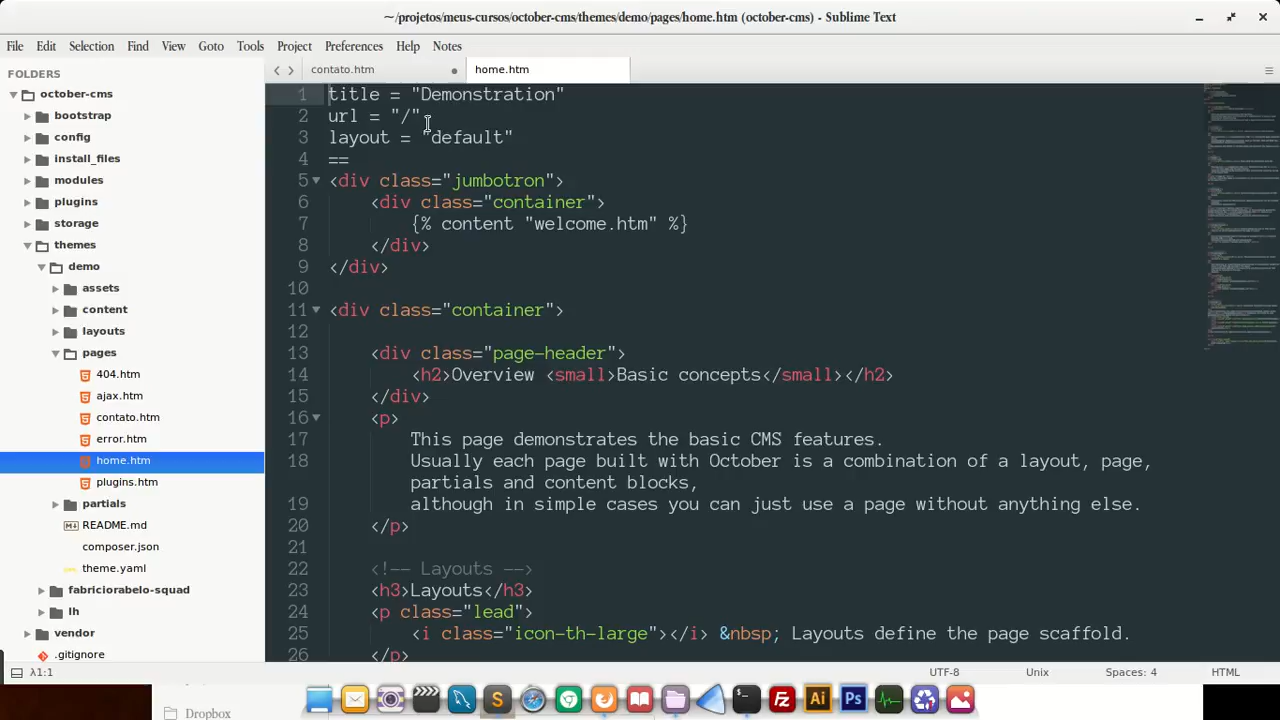 ~/projetos/meus-cursos/october-cms/themes/demo/pages/home.htm (october-cms) - Sublime Text
File Edit Selection Find View Goto Tools Project Preferences Help Notes
FOLDERS
october-cms
bootstrap
config
install_files
modules
plugins
storage
themes
demo
assets
content
layouts
pages
404.htm
ajax.htm
contato.htm
error.htm
home.htm
plugins.htm
partials
README.md
composer.json
theme.yaml
fabriciorabelo-squad
lh
vendor
.gitignore
contato.htm
home.htm
1 title = "Demonstration"
2 url = "/"
3 layout = "default"
4 ==
5 <div class="jumbotron">
6 <div class="container">
7 {% content "welcome.htm" %}
8 </div>
9 </div>
10
11 <div class="container">
12
13 <div class="page-header">
14 <h2>Overview <small>Basic concepts</small></h2>
15 </div>
16 <p>
17 This page demonstrates the basic CMS features.
18 Usually each page built with October is a combination of a layout, page,
partials and content blocks,
19 although in simple cases you can just use a page without anything else.
20 </p>
21
22 <!-- Layouts -->
23 <h3>Layouts</h3>
24 <p class="lead">
25 <i class="icon-th-large"></i> &nbsp; Layouts define the page scaffold.
26 </p>
λ1:1
UTF-8
Unix
Spaces: 4
HTML
S
Ai
Ps
Dropbox